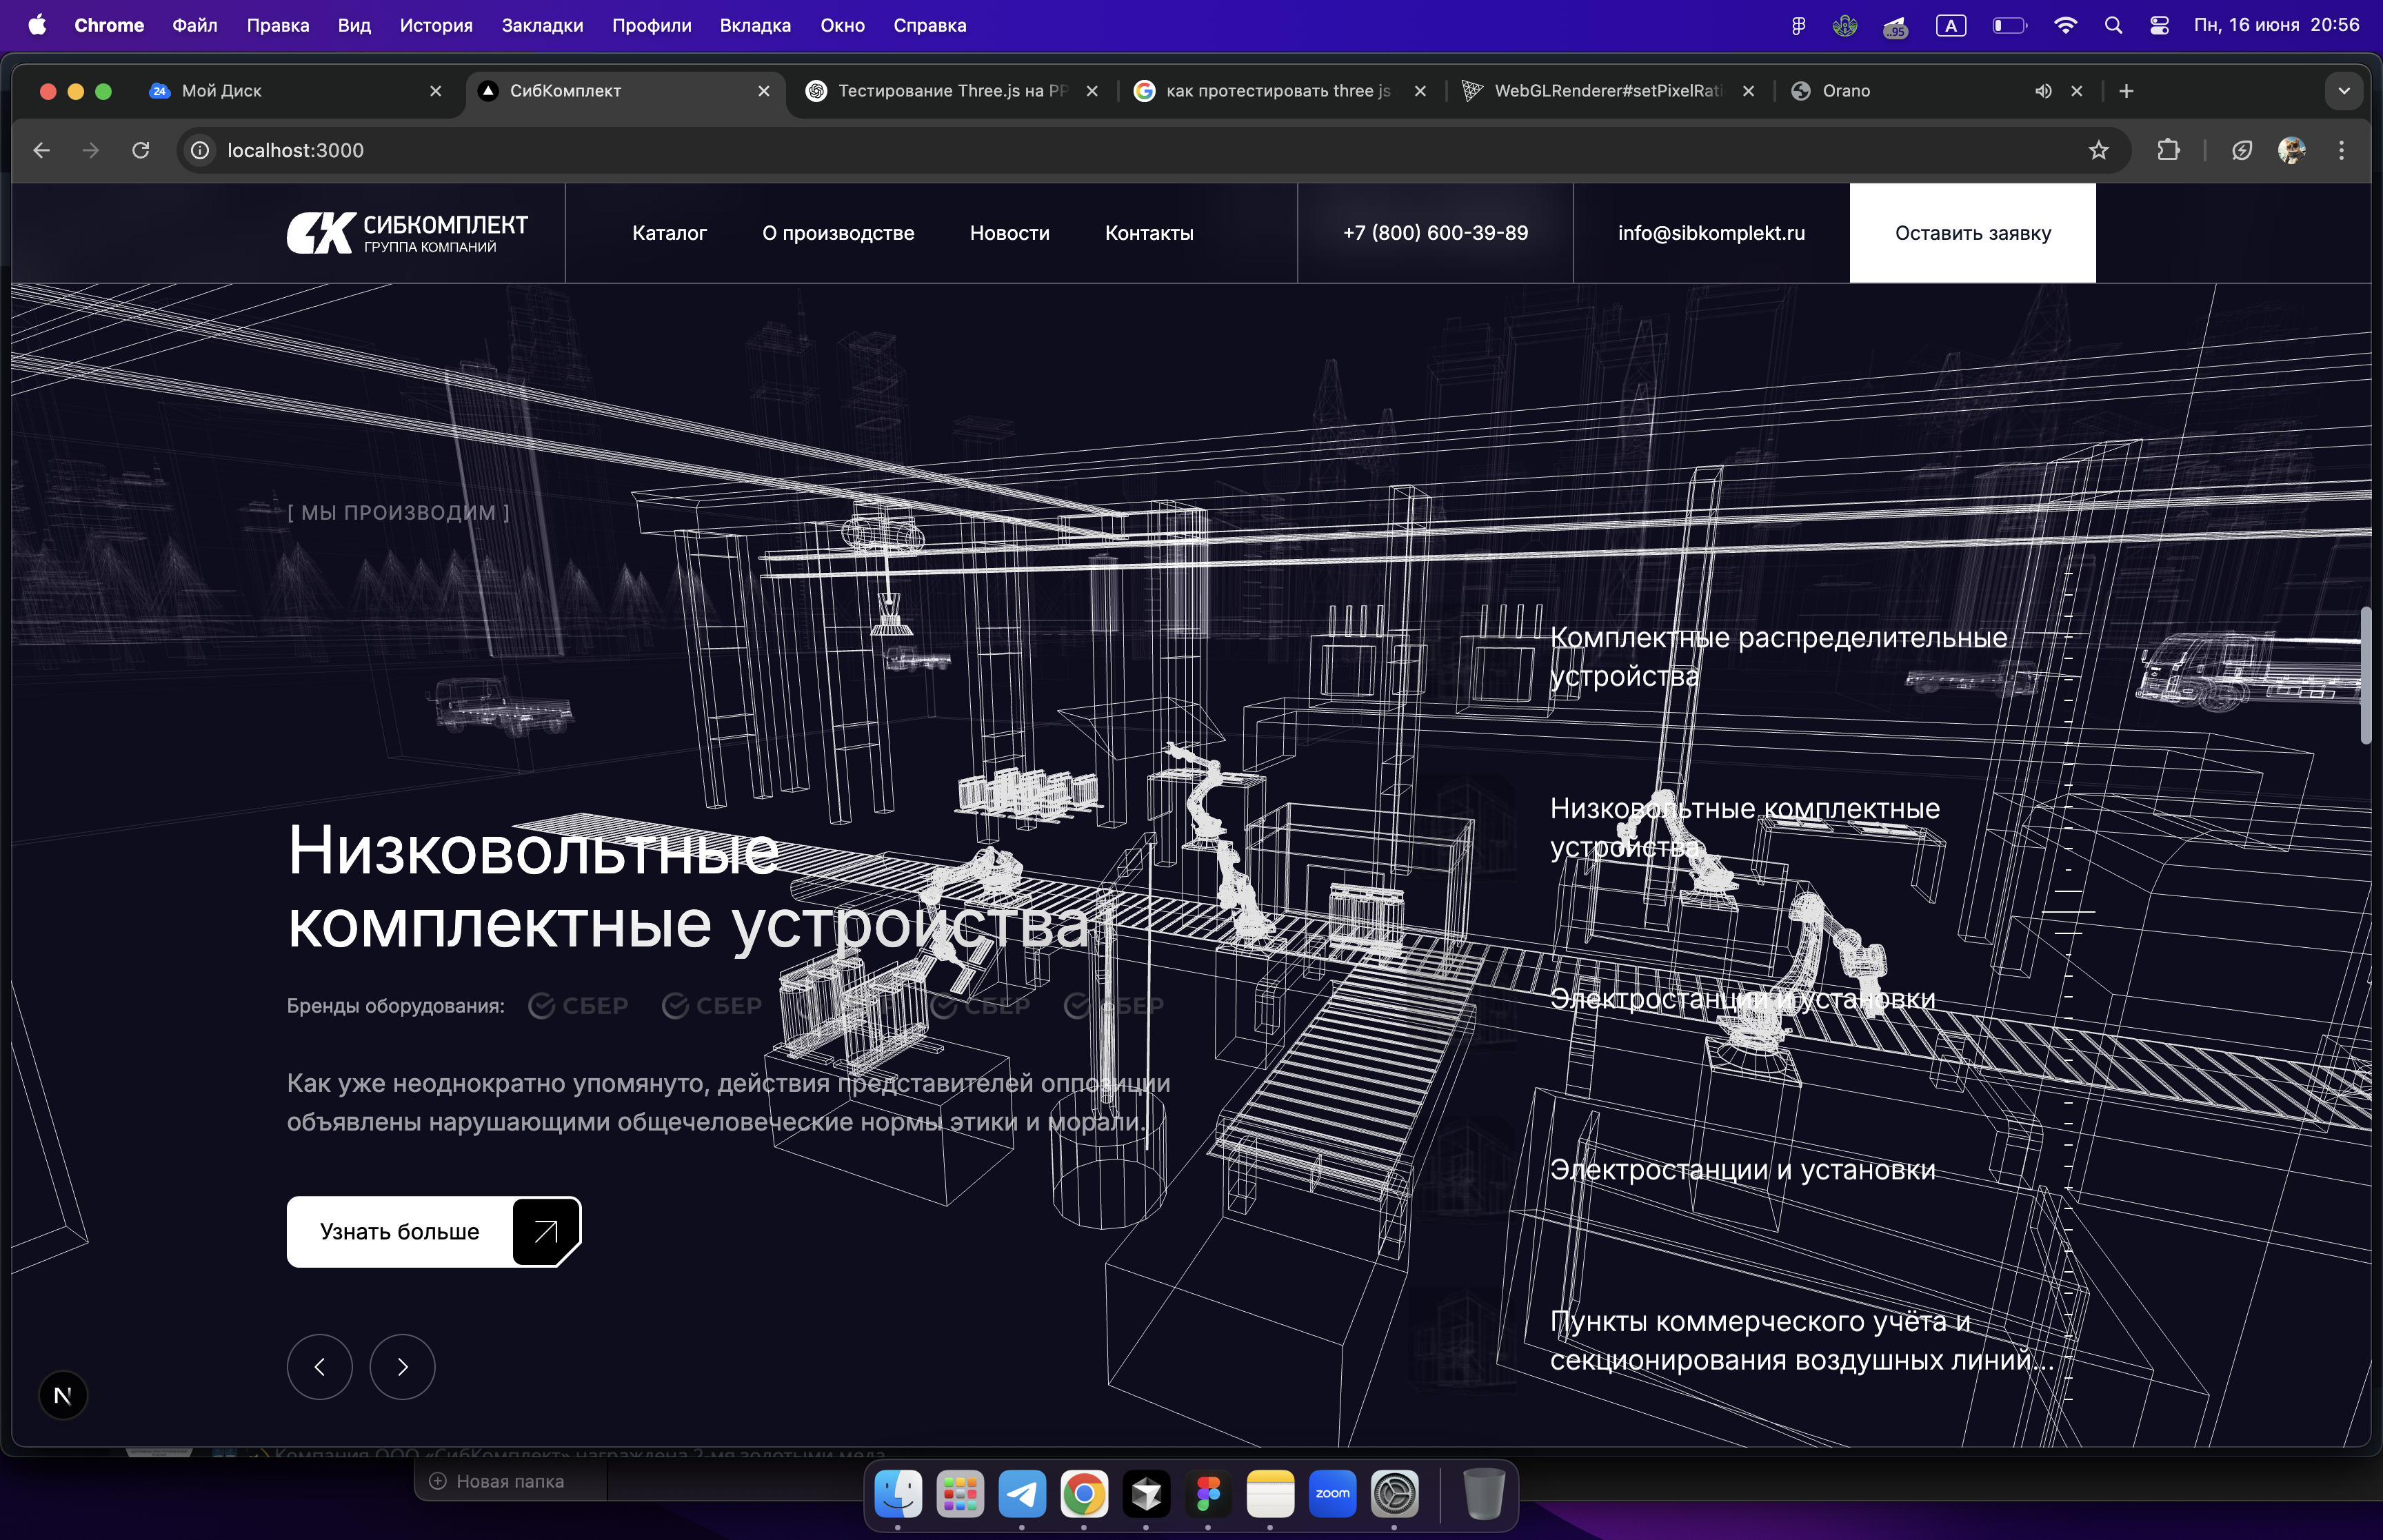 Chrome Файл Правка Вид История Закладки Профили Вкладка Окно Справка
..95 A Пн, 16 июня 20:56
24 Мой Диск
СибКомплект
Тестирование Three.js на PP
как протестировать three js
WebGLRenderer#setPixelRati
Orano
localhost:3000
СИБКОМПЛЕКТ
ГРУППА КОМПАНИЙ
Каталог О производстве Новости Контакты
+7 (800) 600-39-89
info@sibkomplekt.ru
Оставить заявку
[ МЫ ПРОИЗВОДИМ ]
Низковольтные
комплектные устройства
Бренды оборудования: СБЕР СБЕР СБЕР СБЕР
Как уже неоднократно упомянуто, действия представителей оппозиции
объявлены нарушающими общечеловеческие нормы этики и морали.
Узнать больше
Комплектные распределительные
устройства
Низковольтные комплектные
устройства
Электростанции и установки
Электростанции и установки
Пункты коммерческого учёта и
секционирования воздушных линий...
N
Компания ООО «СибКомплект» награждена 2-мя золотыми меда
Новая папка
zoom